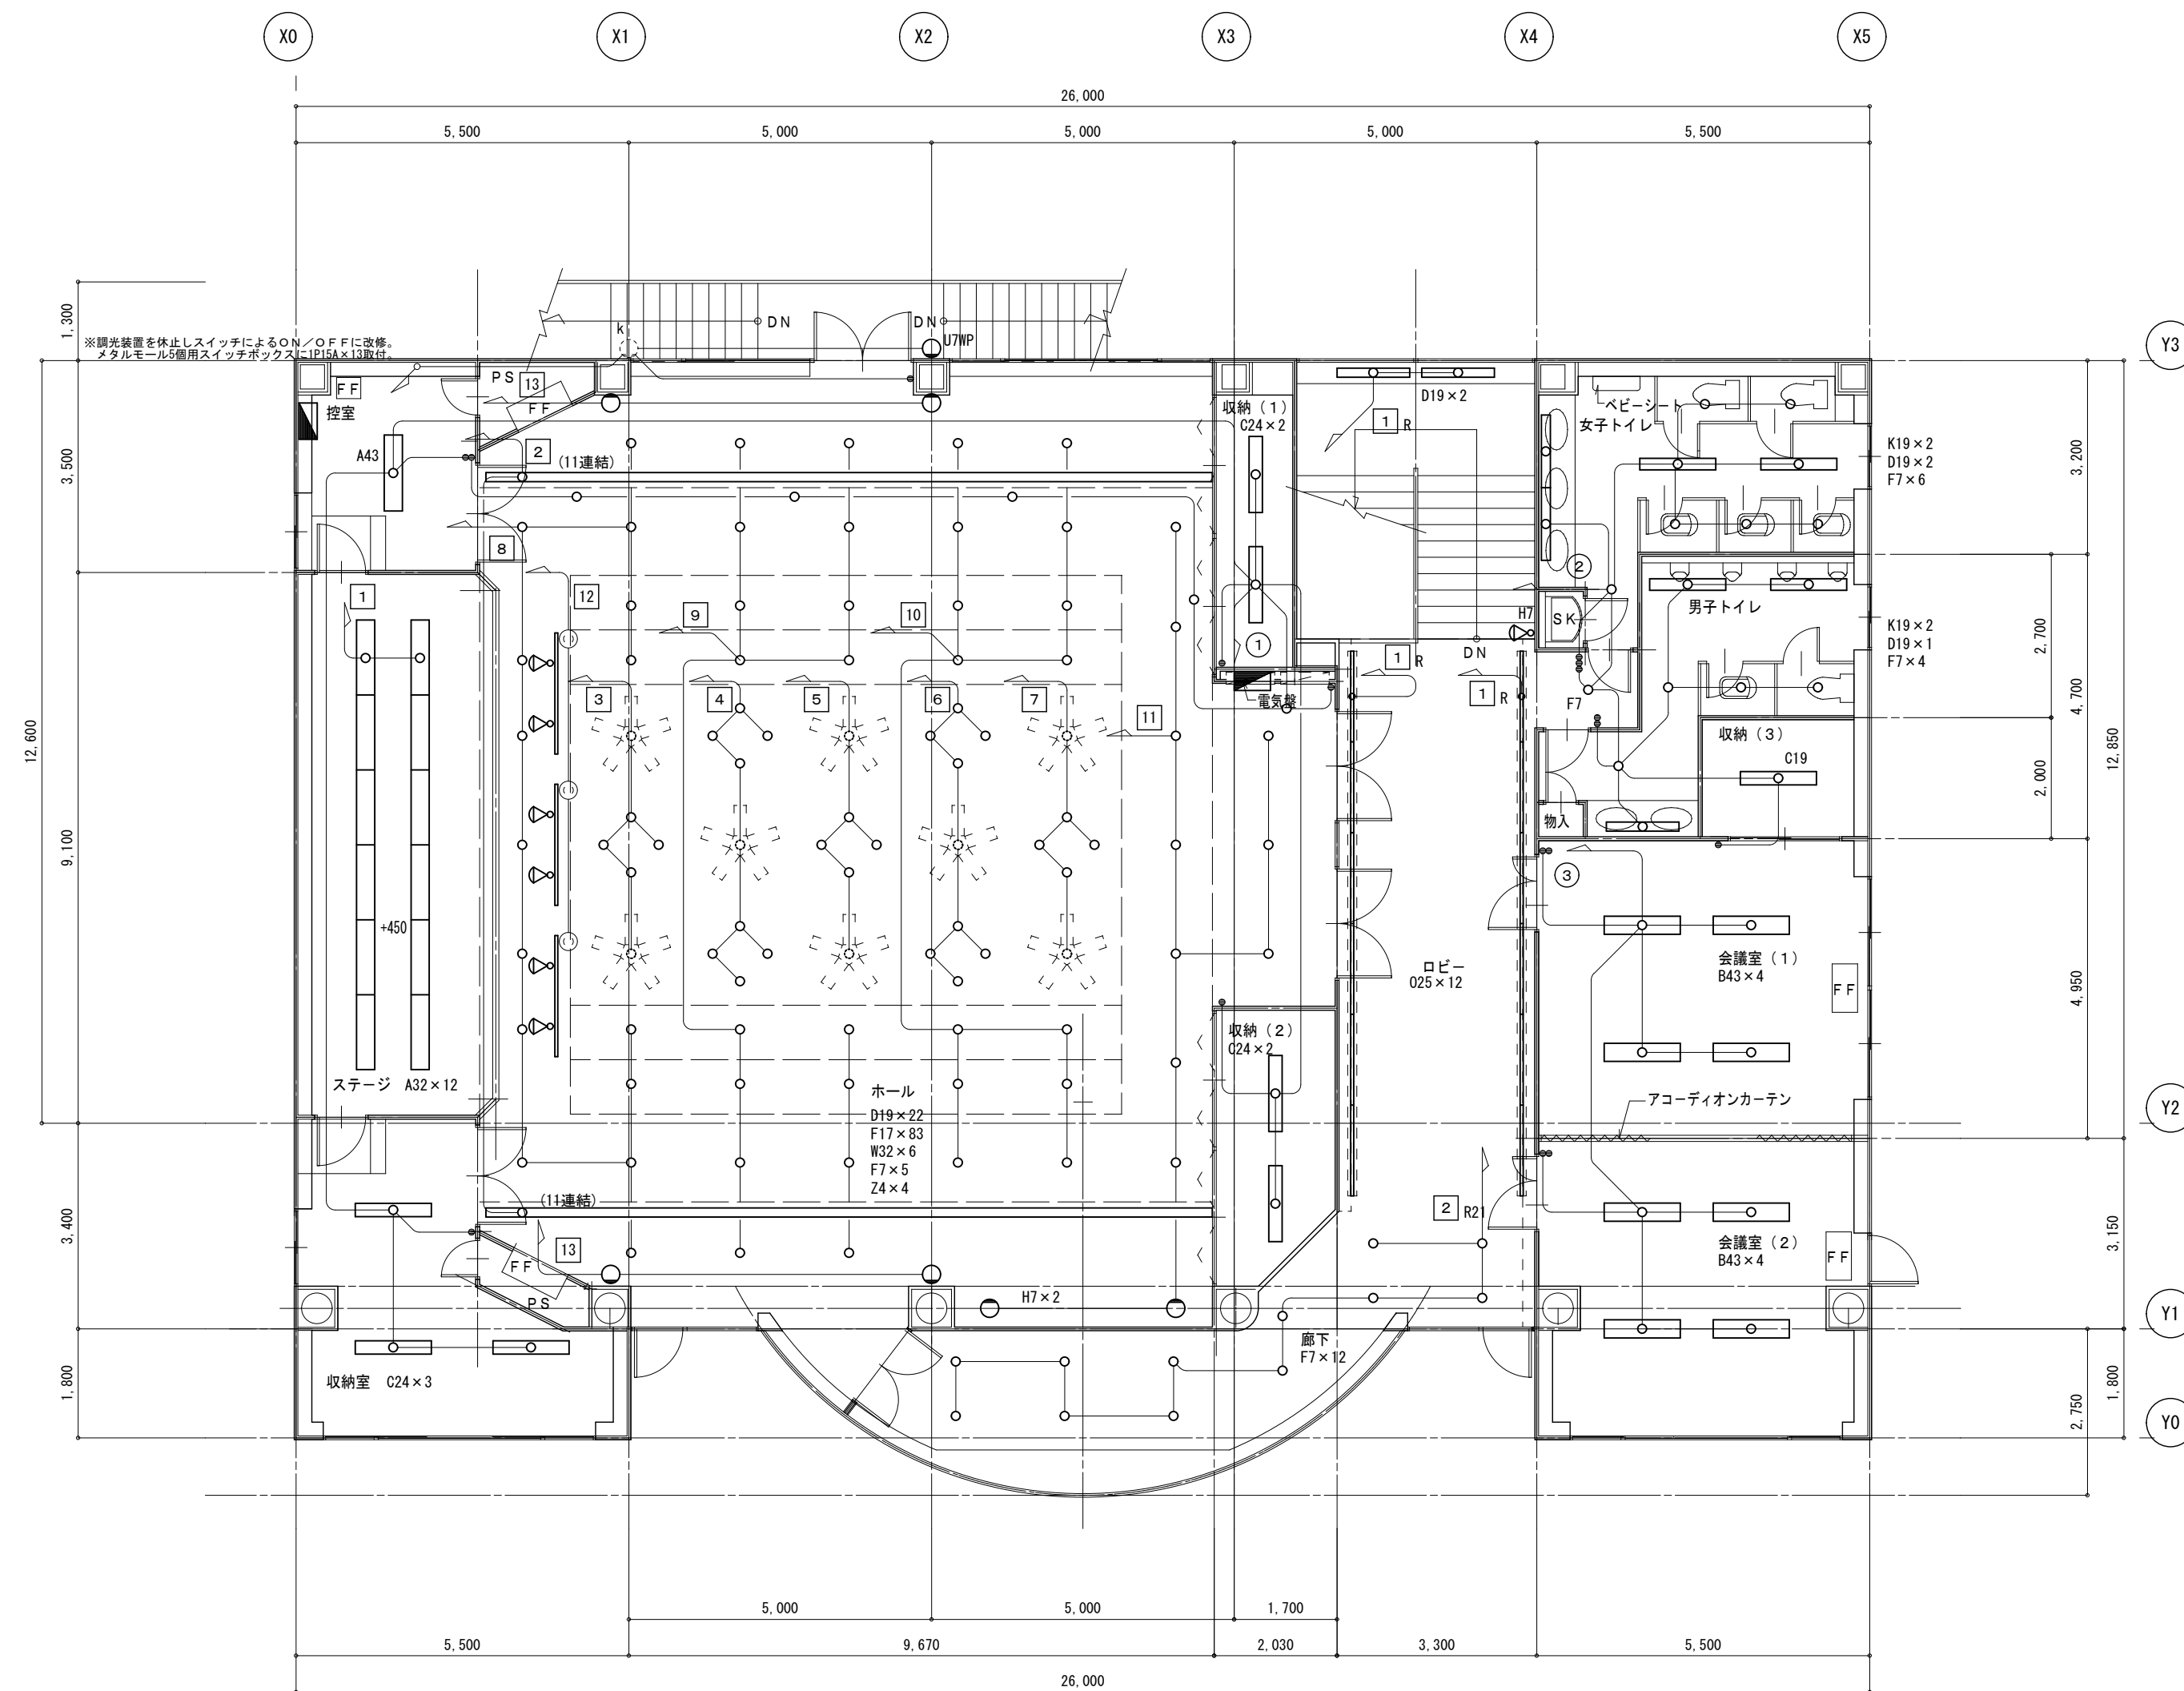 X0
X1
X2
X3
X4
X5
26,000
5,500
5,000
5,000
5,000
5,500
1,300
※調光装置を休止しスイッチによるON/OFFに改修。
メタルモール5個用スイッチボックスに1P15A×13取付。
k
DN
DN
U7WP
Y3
PS
13
FF
FF
控室
A43
2
(11連結)
収納(1)
C24×2
D19×2
1
R
ベビーシート
女子トイレ
K19×2
D19×2
F7×6
3,500
3,200
8
12
9
10
1
1
2
SK
H7
男子トイレ
K19×2
D19×1
F7×4
2,700
4,700
12,600
12,850
3
4
5
6
7
11
電気盤
1
R
DN
1
R
F7
収納(3)
C19
2,000
物入
9,100
+450
3
ロビー
O25×12
会議室(1)
B43×4
FF
4,950
収納(2)
C24×2
ステージ A32×12
ホール
D19×22
F17×83
W32×6
F7×5
Z4×4
アコーディオンカーテン
Y2
(11連結)
13
FF
PS
2
R21
会議室(2)
B43×4
FF
3,400
3,150
H7×2
Y1
廊下
F7×12
収納室 C24×3
1,800
2,750
1,800
Y0
5,000
5,000
1,700
5,500
9,670
2,030
3,300
5,500
26,000